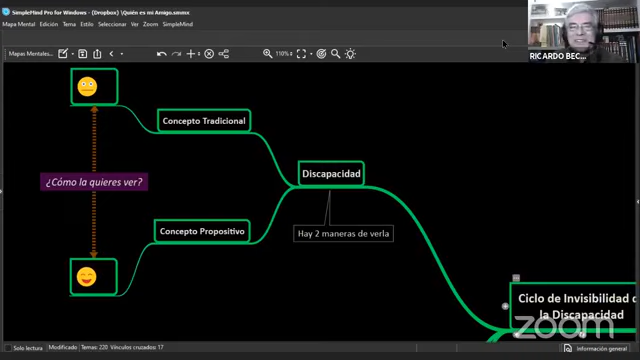 SimpleMind Pro for Windows - (Dropbox) \Quién es mi Amigo.smmx
Mapa Mental Edición Tema Estilo Seleccionar Ver Zoom SimpleMind
Mapas Mentales...
110%
RICARDO BEC...
Concepto Tradicional
Discapacidad
¿Cómo la quieres ver?
Concepto Propositivo
Hay 2 maneras de verla
Ciclo de Invisibilidad
la Discapacidad
zoom
Solo lectura Modificado Temas: 220 Vínculos cruzados: 17
Información general